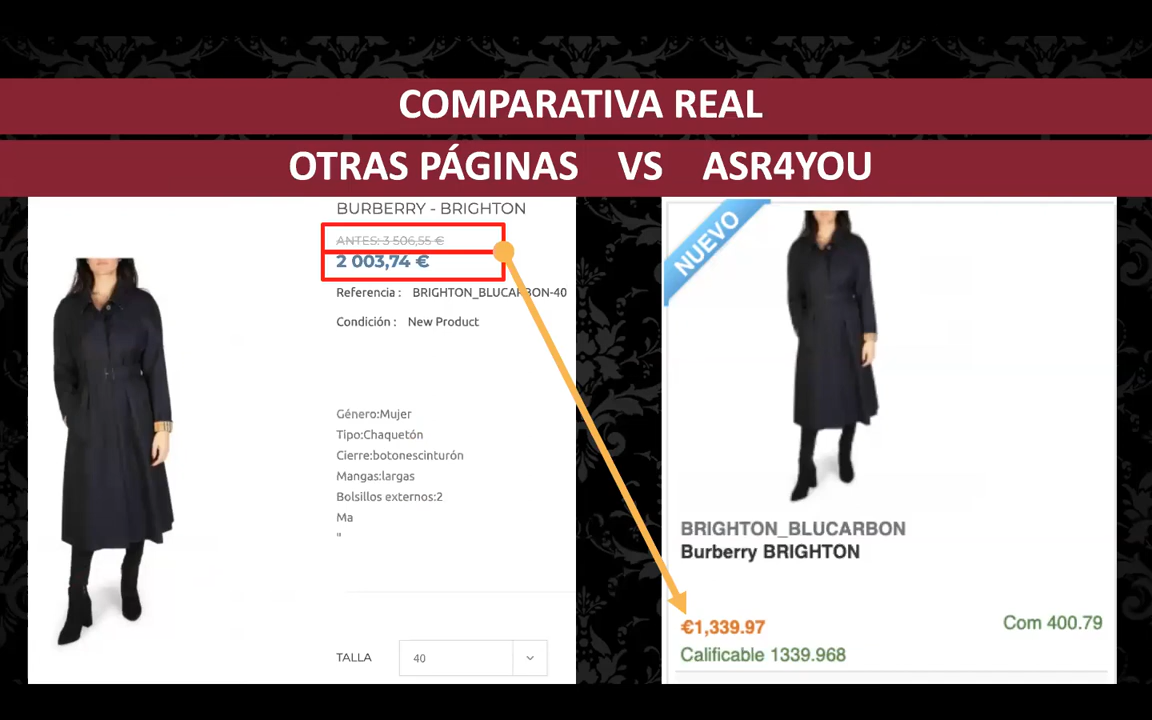 COMPARATIVA REAL
OTRAS PÁGINAS VS ASR4YOU
BURBERRY - BRIGHTON
ANTES: 3 506,55 €
2 003,74 €
Referencia : BRIGHTON_BLUCARBON-40
Condición : New Product
Género:Mujer
Tipo:Chaquetón
Cierre:botonescinturón
Mangas:largas
Bolsillos externos:2
Ma
"
TALLA 40
NUEVO
BRIGHTON_BLUCARBON
Burberry BRIGHTON
€1,339.97
Com 400.79
Calificable 1339.968